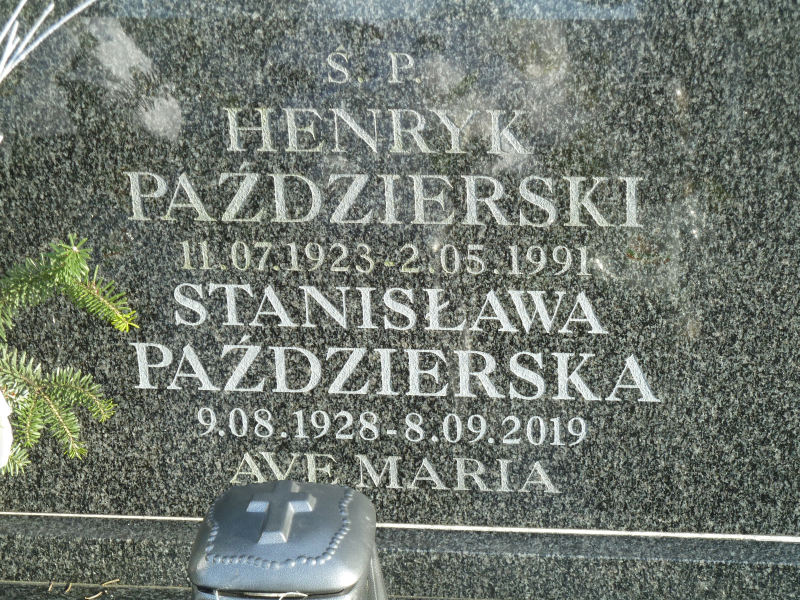 Ś. P.
HENRYK
PAŹDZIERSKI
11.07.1923-2.05.1991
STANISŁAWA
PAŹDZIERSKA
9.08.1928-8.09.2019
AVE MARIA